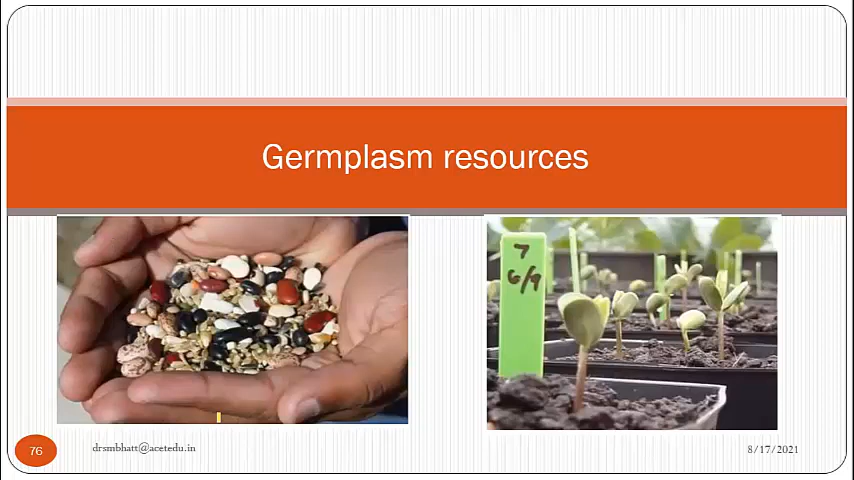 Germplasm resources
7
6/9
76
drsmbhatt@acetedu.in
8/17/2021